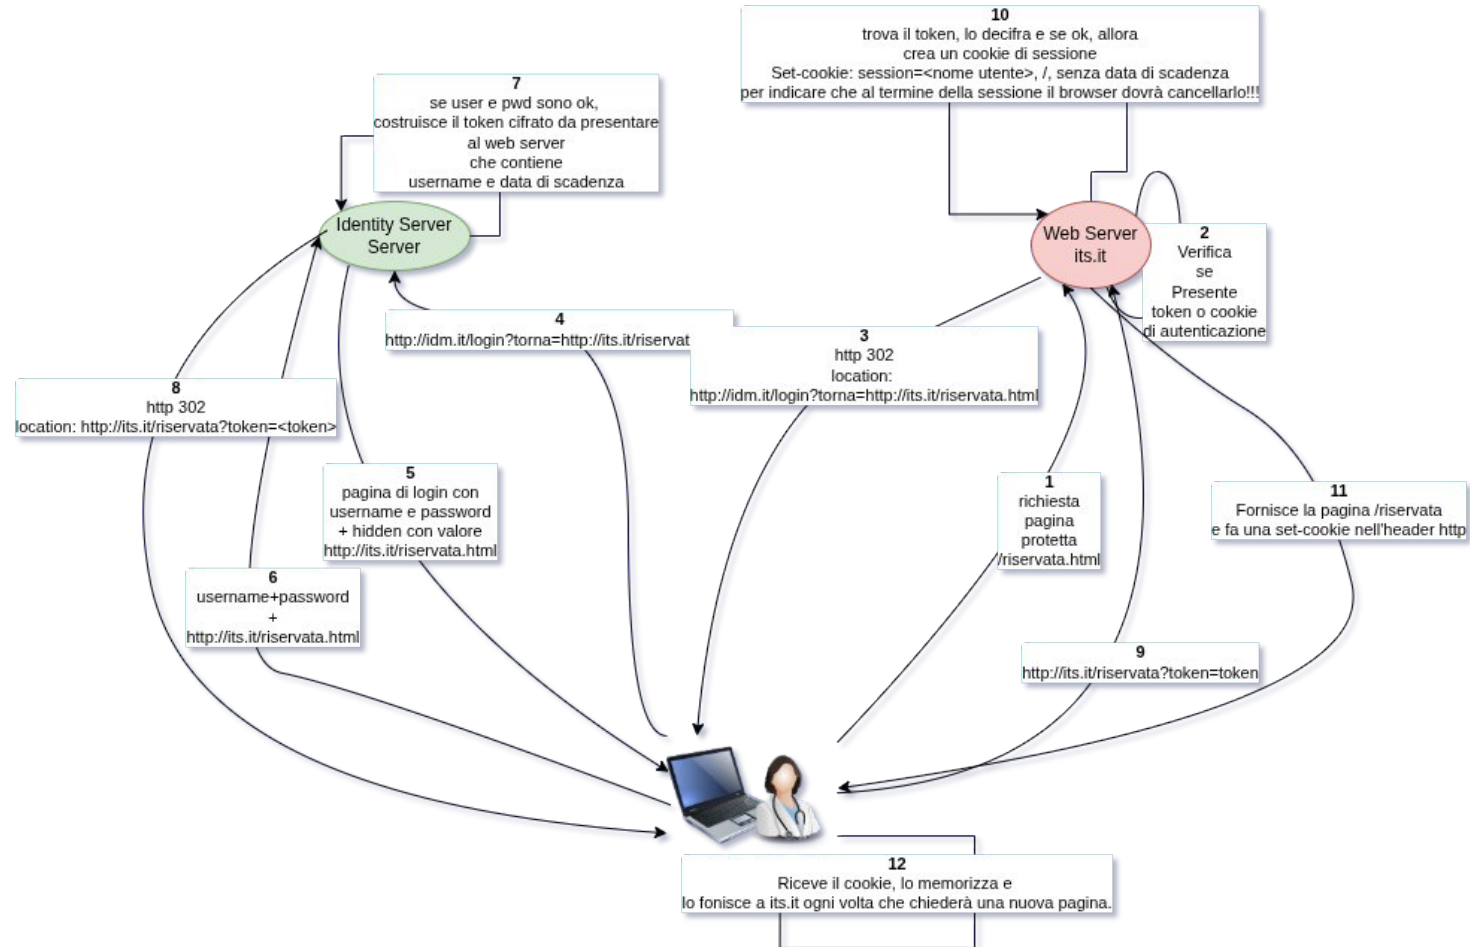 10
trova il token, lo decifra e se ok, allora
crea un cookie di sessione
Set-cookie: session=<nome utente>, /, senza data di scadenza
per indicare che al termine della sessione il browser dovrà cancellarlo!!!
7
se user e pwd sono ok,
costruisce il token cifrato da presentare
al web server
che contiene
username e data di scadenza
Identity Server
Server
Web Server
its.it
2
Verifica
se
Presente
token o cookie
di autenticazione
4
http://idm.it/login?torna=http://its.it/riservat
3
http 302
location:
http://idm.it/login?torna=http://its.it/riservata.html
8
http 302
location: http://its.it/riservata?token=<token>
5
pagina di login con
username e password
+ hidden con valore
http://its.it/riservata.html
1
richiesta
pagina
protetta
/riservata.html
11
Fornisce la pagina /riservata
e fa una set-cookie nell'header http
6
username+password
+
http://its.it/riservata.html
9
http://its.it/riservata?token=token
12
Riceve il cookie, lo memorizza e
lo fonisce a its.it ogni volta che chiederà una nuova pagina.